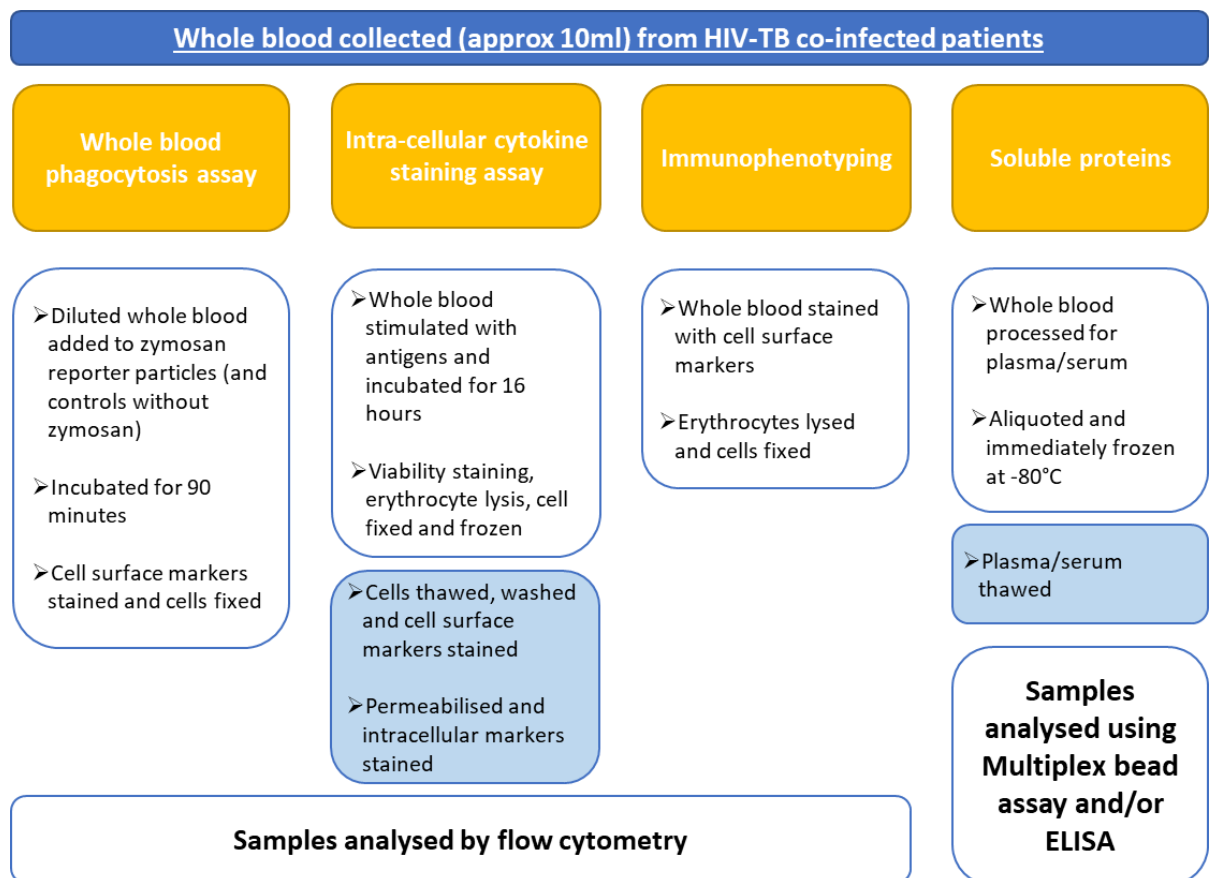 Whole blood collected (approx 10ml) from HIV-TB co-infected patients
Whole blood
phagocytosis assay
➢Diluted whole blood
added to zymosan
reporter particles (and
controls without
zymosan)
➢Incubated for 90
minutes
➢Cell surface markers
stained and cells fixed
Intra-cellular cytokine
staining assay
➢Whole blood
stimulated with
antigens and
incubated for 16
hours
➢Viability staining,
erythrocyte lysis, cell
fixed and frozen
➢Cells thawed, washed
and cell surface
markers stained
➢Permeabilised and
intracellular markers
stained
Immunophenotyping
➢Whole blood stained
with cell surface
markers
➢Erythrocytes lysed
and cells fixed
Samples analysed by flow cytometry
Soluble proteins
➢Whole blood
processed for
plasma/serum
➢Aliquoted and
immediately frozen
at -80°C
➢Plasma/serum
thawed
Samples
analysed using
Multiplex bead
assay and/or
ELISA